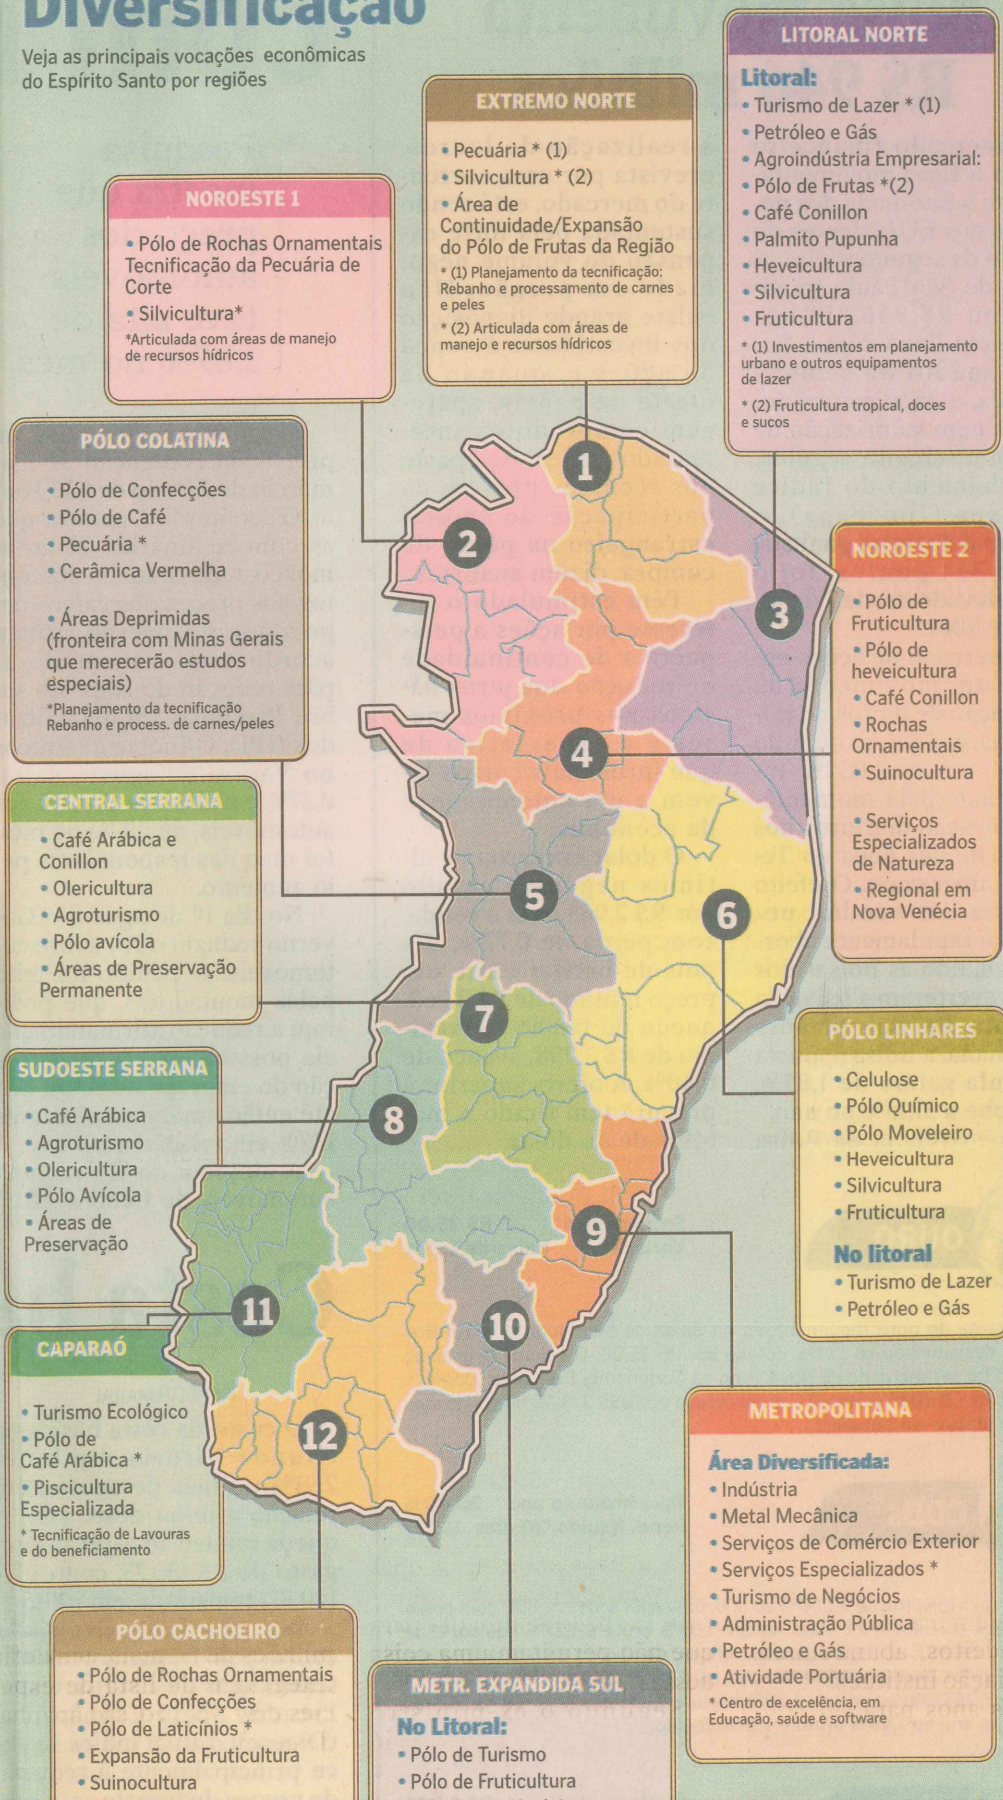 Diversificação
Veja as principais vocações econômicas
do Espírito Santo por regiões
LITORAL NORTE
Litoral:
• Turismo de Lazer * (1)
• Petróleo e Gás
• Agroindústria Empresarial:
• Pólo de Frutas *(2)
• Café Conillon
• Palmito Pupunha
• Heveicultura
• Silvicultura
• Fruticultura
* (1) Investimentos em planejamento
urbano e outros equipamentos
de lazer
* (2) Fruticultura tropical, doces
e sucos
EXTREMO NORTE
• Pecuária * (1)
• Silvicultura * (2)
• Área de
Continuidade/Expansão
do Pólo de Frutas da Região
* (1) Planejamento da tecnificação:
Rebanho e processamento de carnes
e peles
* (2) Articulada com áreas de
manejo e recursos hídricos
NOROESTE 1
• Pólo de Rochas Ornamentais
Tecnificação da Pecuária de
Corte
• Silvicultura*
*Articulada com áreas de manejo
de recursos hídricos
PÓLO COLATINA
• Pólo de Confecções
• Pólo de Café
• Pecuária *
• Cerâmica Vermelha
• Áreas Deprimidas
(fronteira com Minas Gerais
que merecerão estudos
especiais)
*Planejamento da tecnificação
Rebanho e process. de carnes/peles
NOROESTE 2
• Pólo de
Fruticultura
• Pólo de
heveicultura
• Café Conillon
• Rochas
Ornamentais
• Suinocultura
• Serviços
Especializados
de Natureza
• Regional em
Nova Venécia
CENTRAL SERRANA
• Café Arábica e
Conillon
• Olericultura
• Agroturismo
• Pólo avícola
• Áreas de Preservação
Permanente
SUDOESTE SERRANA
• Café Arábica
• Agroturismo
• Olericultura
• Pólo Avícola
• Áreas de
Preservação
PÓLO LINHARES
• Celulose
• Pólo Químico
• Pólo Moveleiro
• Heveicultura
• Silvicultura
• Fruticultura
No litoral
• Turismo de Lazer
• Petróleo e Gás
CAPARAÓ
• Turismo Ecológico
• Pólo de
Café Arábica *
• Piscicultura
Especializada
* Tecnificação de Lavouras
e do beneficiamento
METROPOLITANA
Área Diversificada:
• Indústria
• Metal Mecânica
• Serviços de Comércio Exterior
• Serviços Especializados *
• Turismo de Negócios
• Administração Pública
• Petróleo e Gás
• Atividade Portuária
* Centro de excelência, em
Educação, saúde e software
PÓLO CACHOEIRO
• Pólo de Rochas Ornamentais
• Pólo de Confecções
• Pólo de Laticínios *
• Expansão da Fruticultura
• Suinocultura
METR. EXPANDIDA SUL
No Litoral:
• Pólo de Turismo
• Pólo de Fruticultura
1
2
3
4
5
6
7
8
9
10
11
12